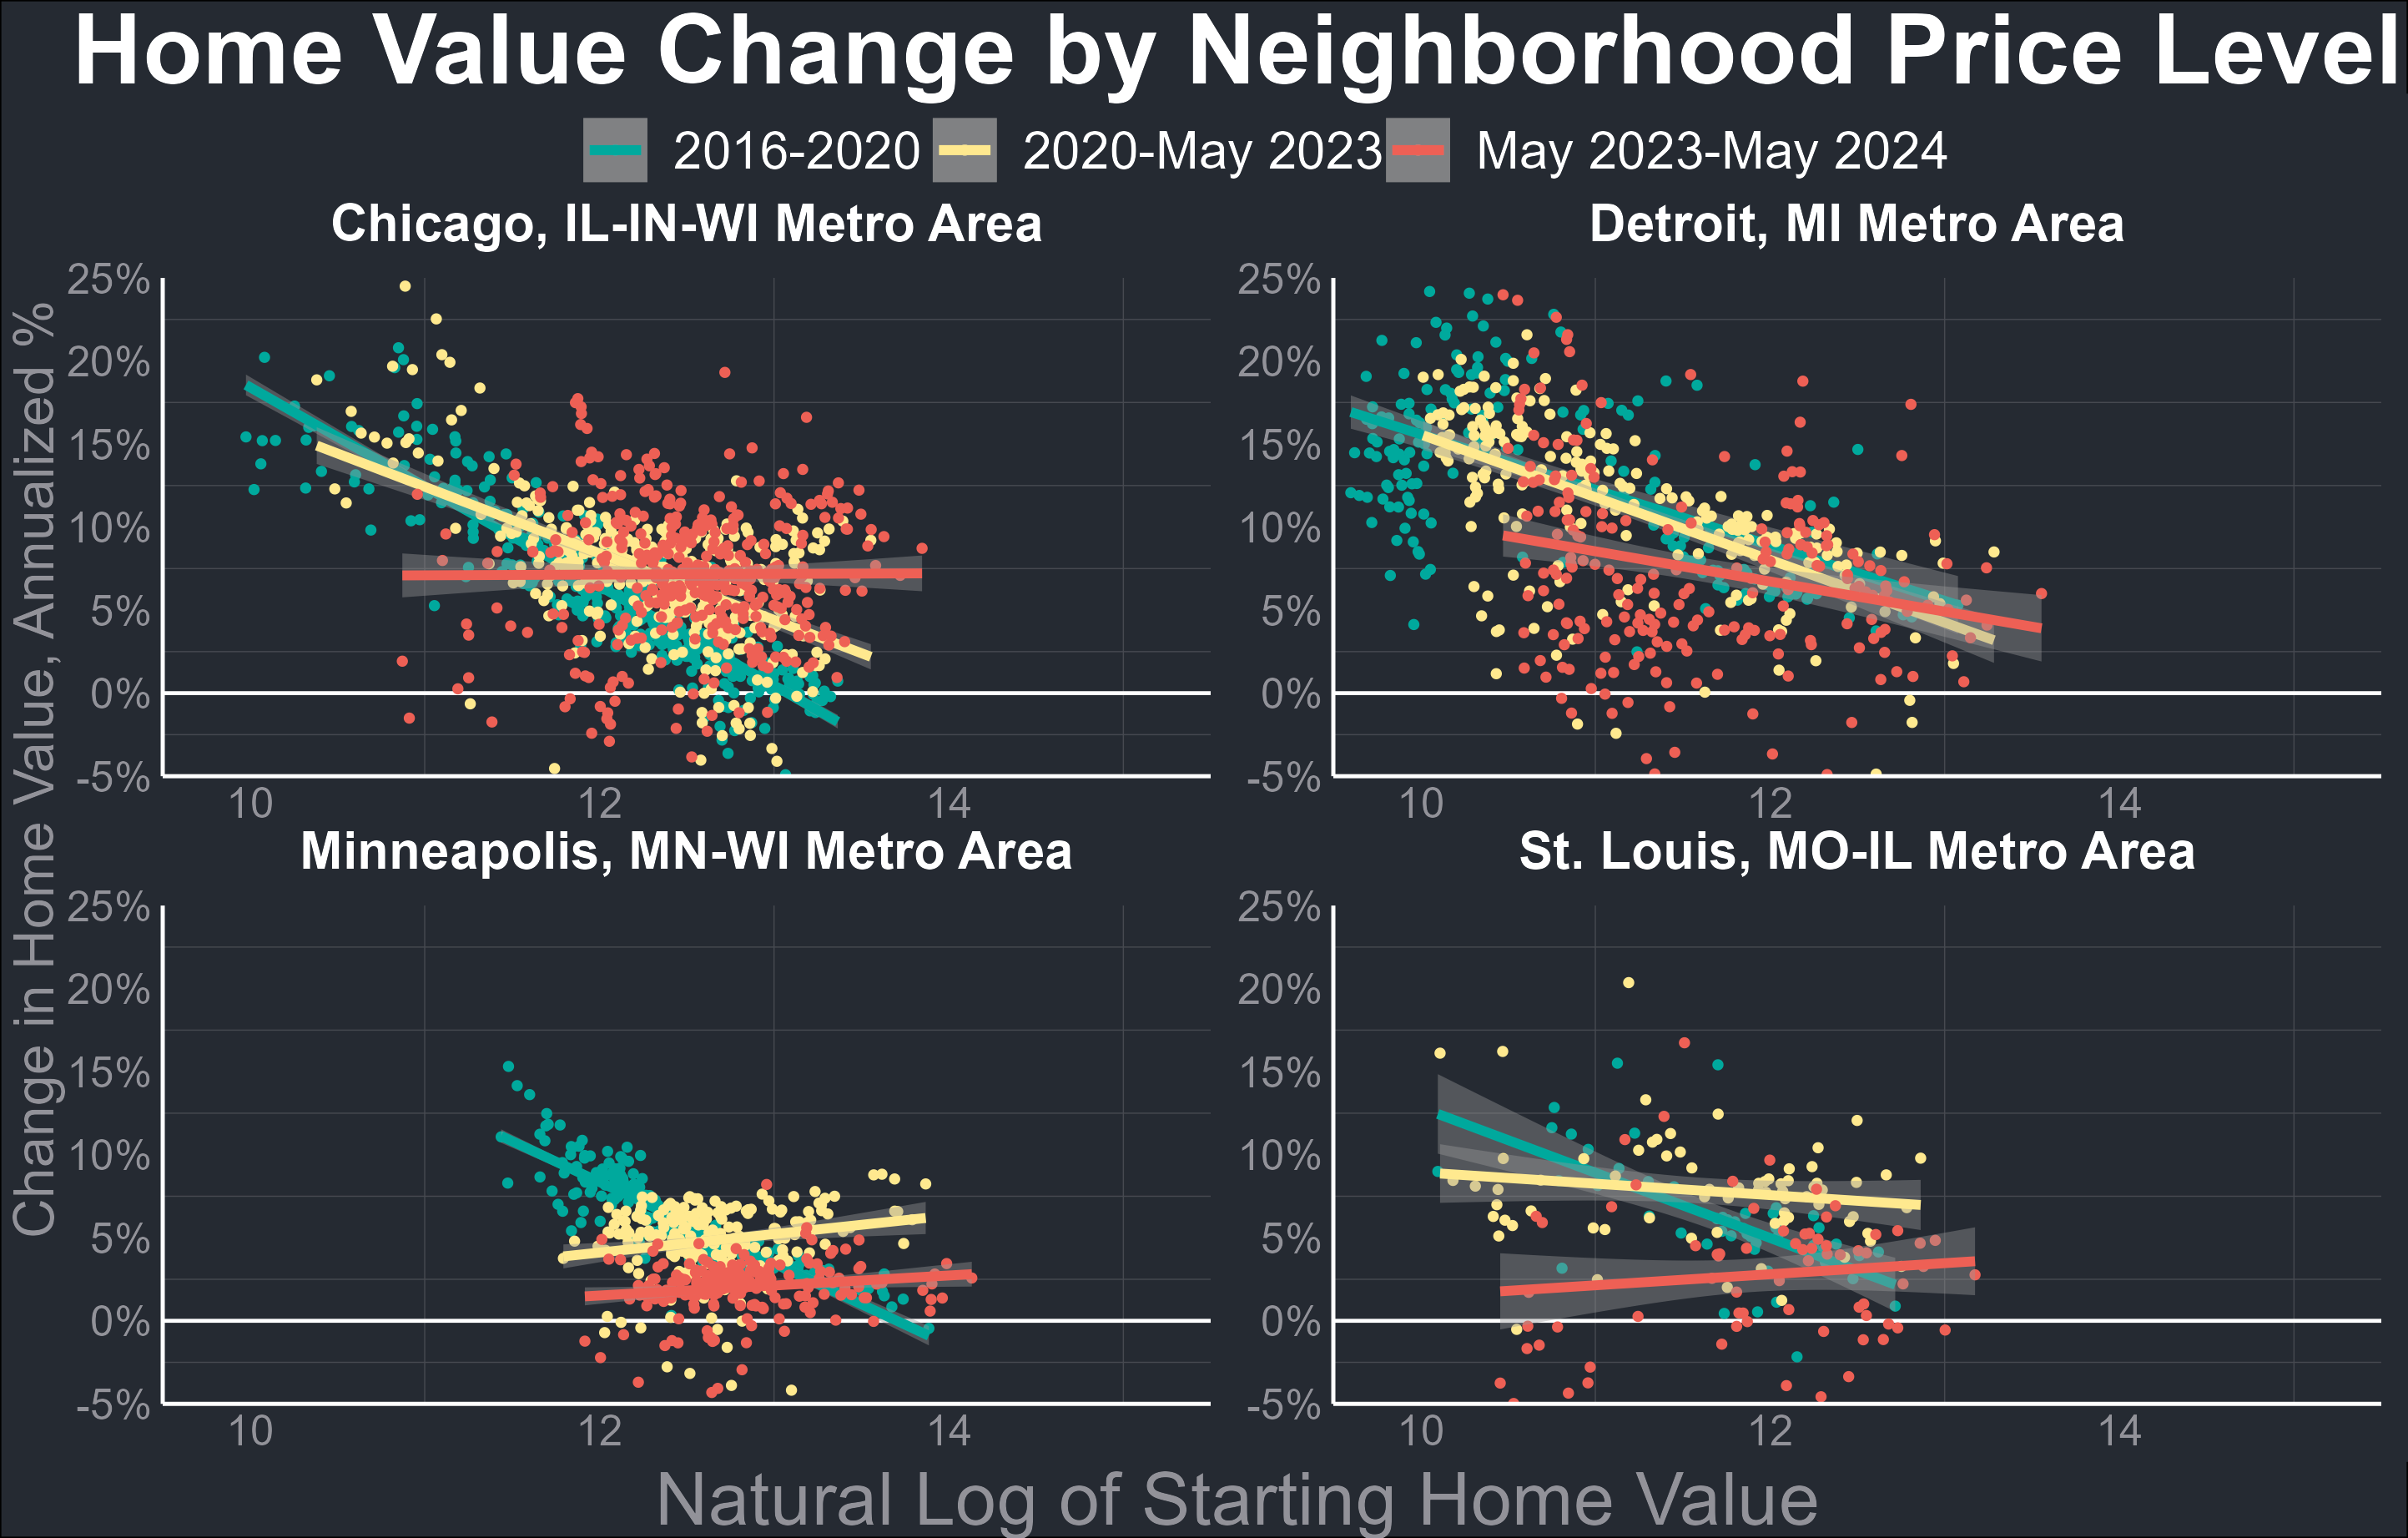 Home Value Change by Neighborhood Price Level
2016-2020 2020-May 2023 May 2023-May 2024
Chicago, IL-IN-WI Metro Area
25%
20%
15%
10%
5%
0%
-5%
10 12 14
Detroit, MI Metro Area
25%
20%
15%
10%
5%
0%
-5%
10 12 14
Minneapolis, MN-WI Metro Area
25%
20%
15%
10%
5%
0%
-5%
10 12 14
St. Louis, MO-IL Metro Area
25%
20%
15%
10%
5%
0%
-5%
10 12 14
Change in Home Value, Annualized %
Natural Log of Starting Home Value